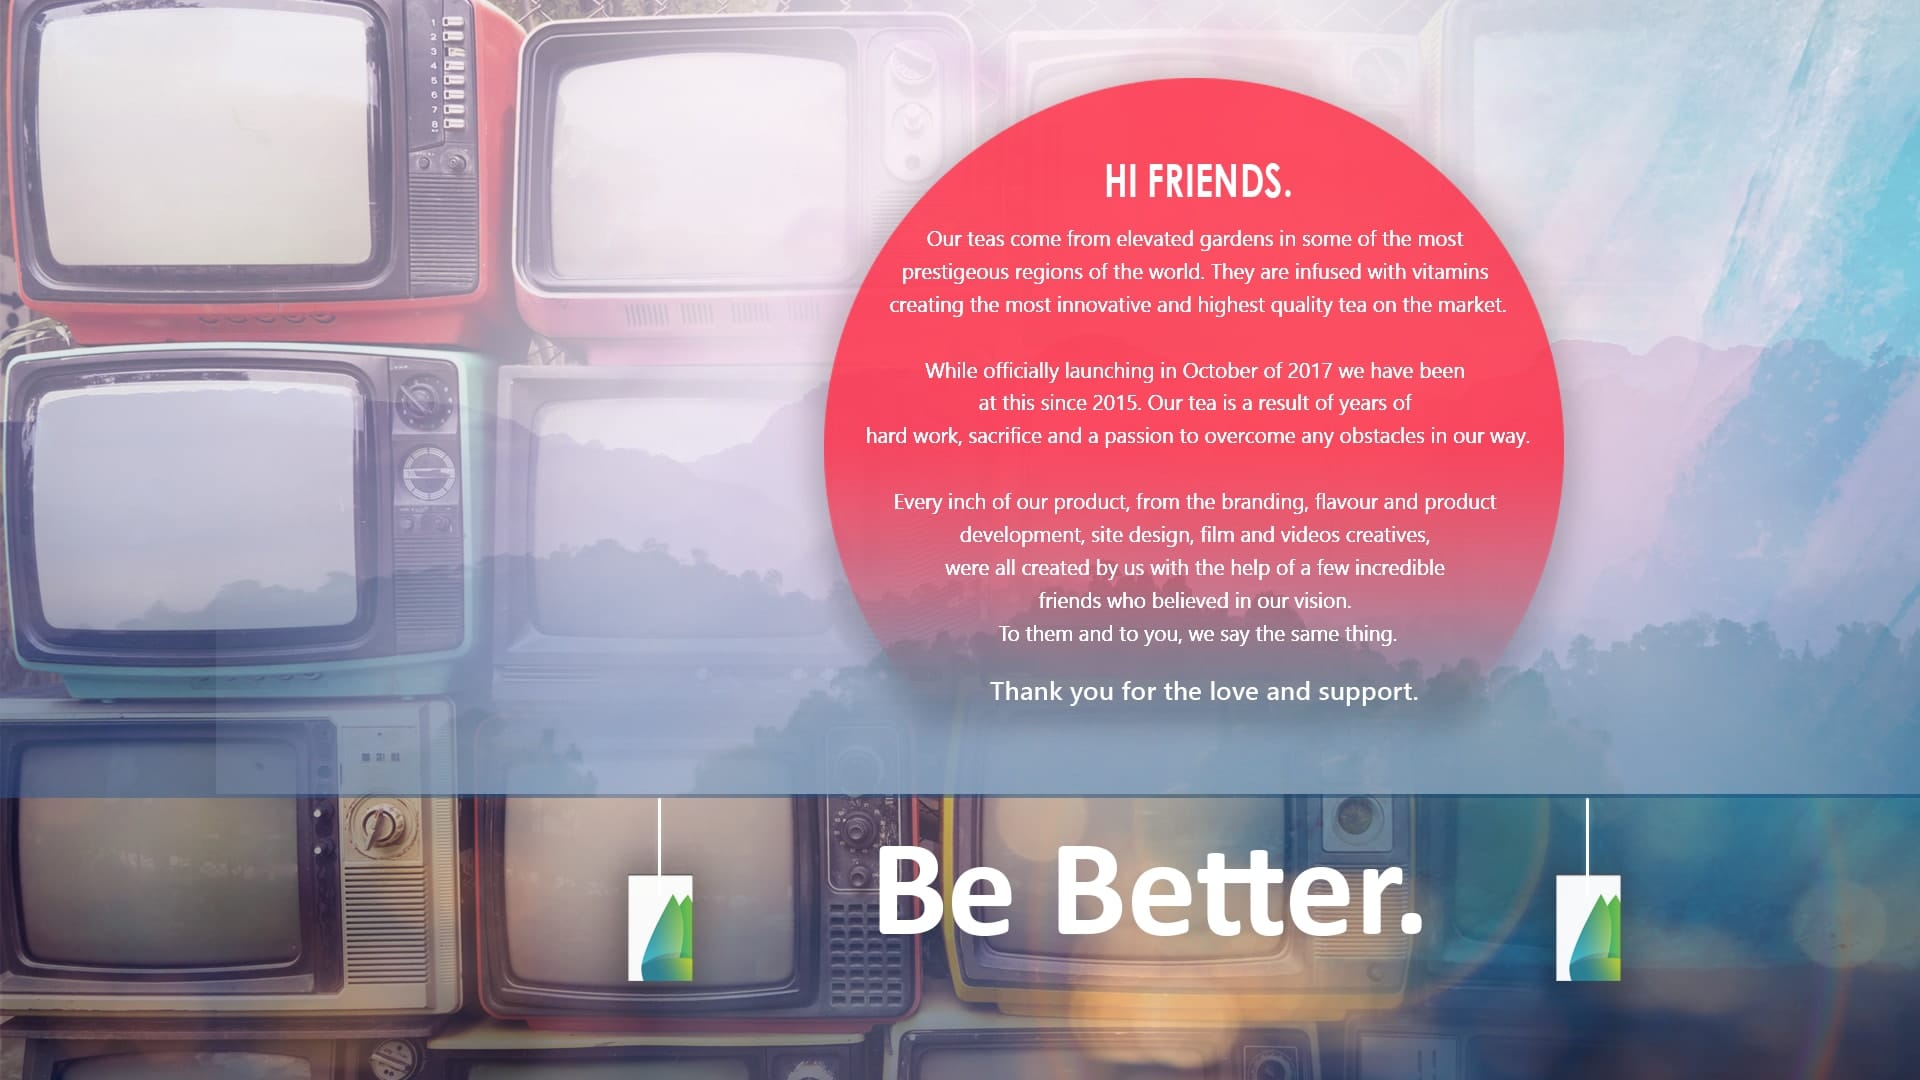 1
2
3
4
5
6
7
8
HI FRIENDS.
Our teas come from elevated gardens in some of the most
prestigeous regions of the world. They are infused with vitamins
creating the most innovative and highest quality tea on the market.
While officially launching in October of 2017 we have been
at this since 2015. Our tea is a result of years of
hard work, sacrifice and a passion to overcome any obstacles in our way.
Every inch of our product, from the branding, flavour and product
development, site design, film and videos creatives,
were all created by us with the help of a few incredible
friends who believed in our vision.
To them and to you, we say the same thing.
Thank you for the love and support.
Be Better.